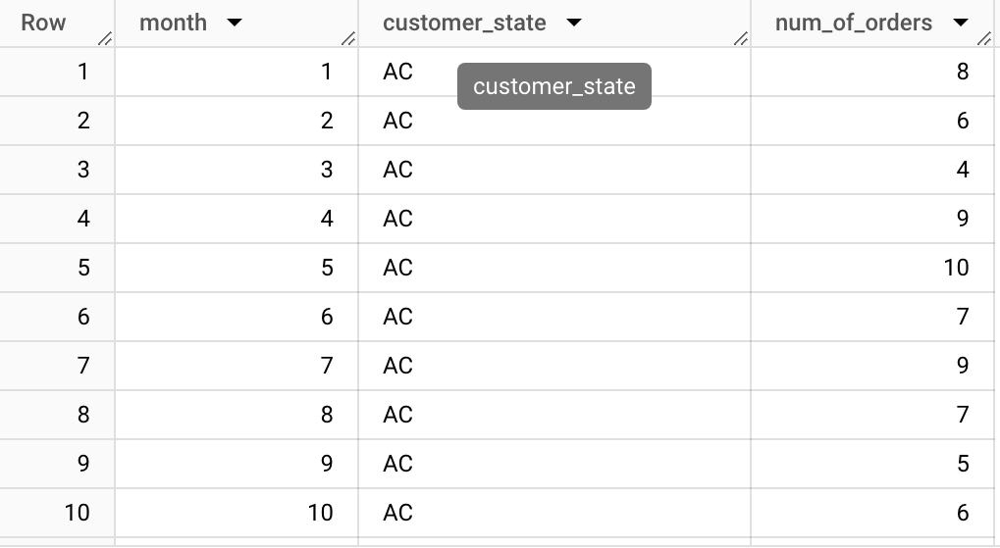 Row month customer_state num_of_orders
1 1 AC 8
customer_state
2 2 AC 6
3 3 AC 4
4 4 AC 9
5 5 AC 10
6 6 AC 7
7 7 AC 9
8 8 AC 7
9 9 AC 5
10 10 AC 6